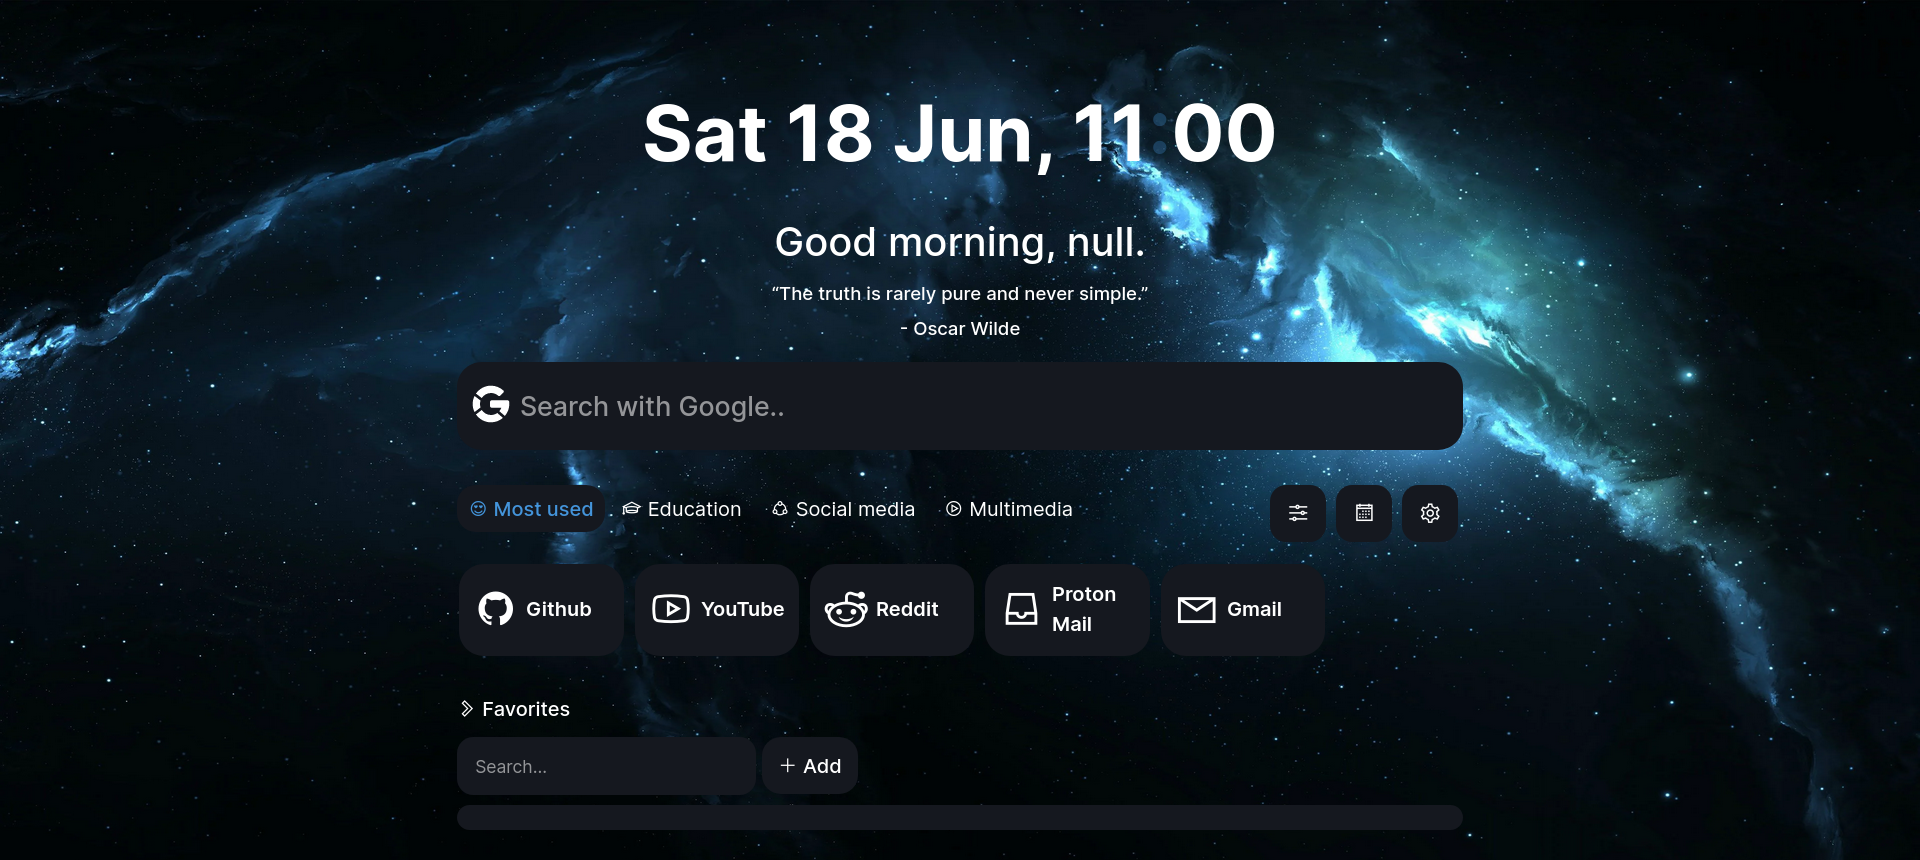 Sat 18 Jun, 11:00
Good morning, null.
“The truth is rarely pure and never simple.”
- Oscar Wilde
Search with Google..
Most used
Education
Social media
Multimedia
Github
YouTube
Reddit
Proton
Mail
Gmail
Favorites
Search...
+ Add